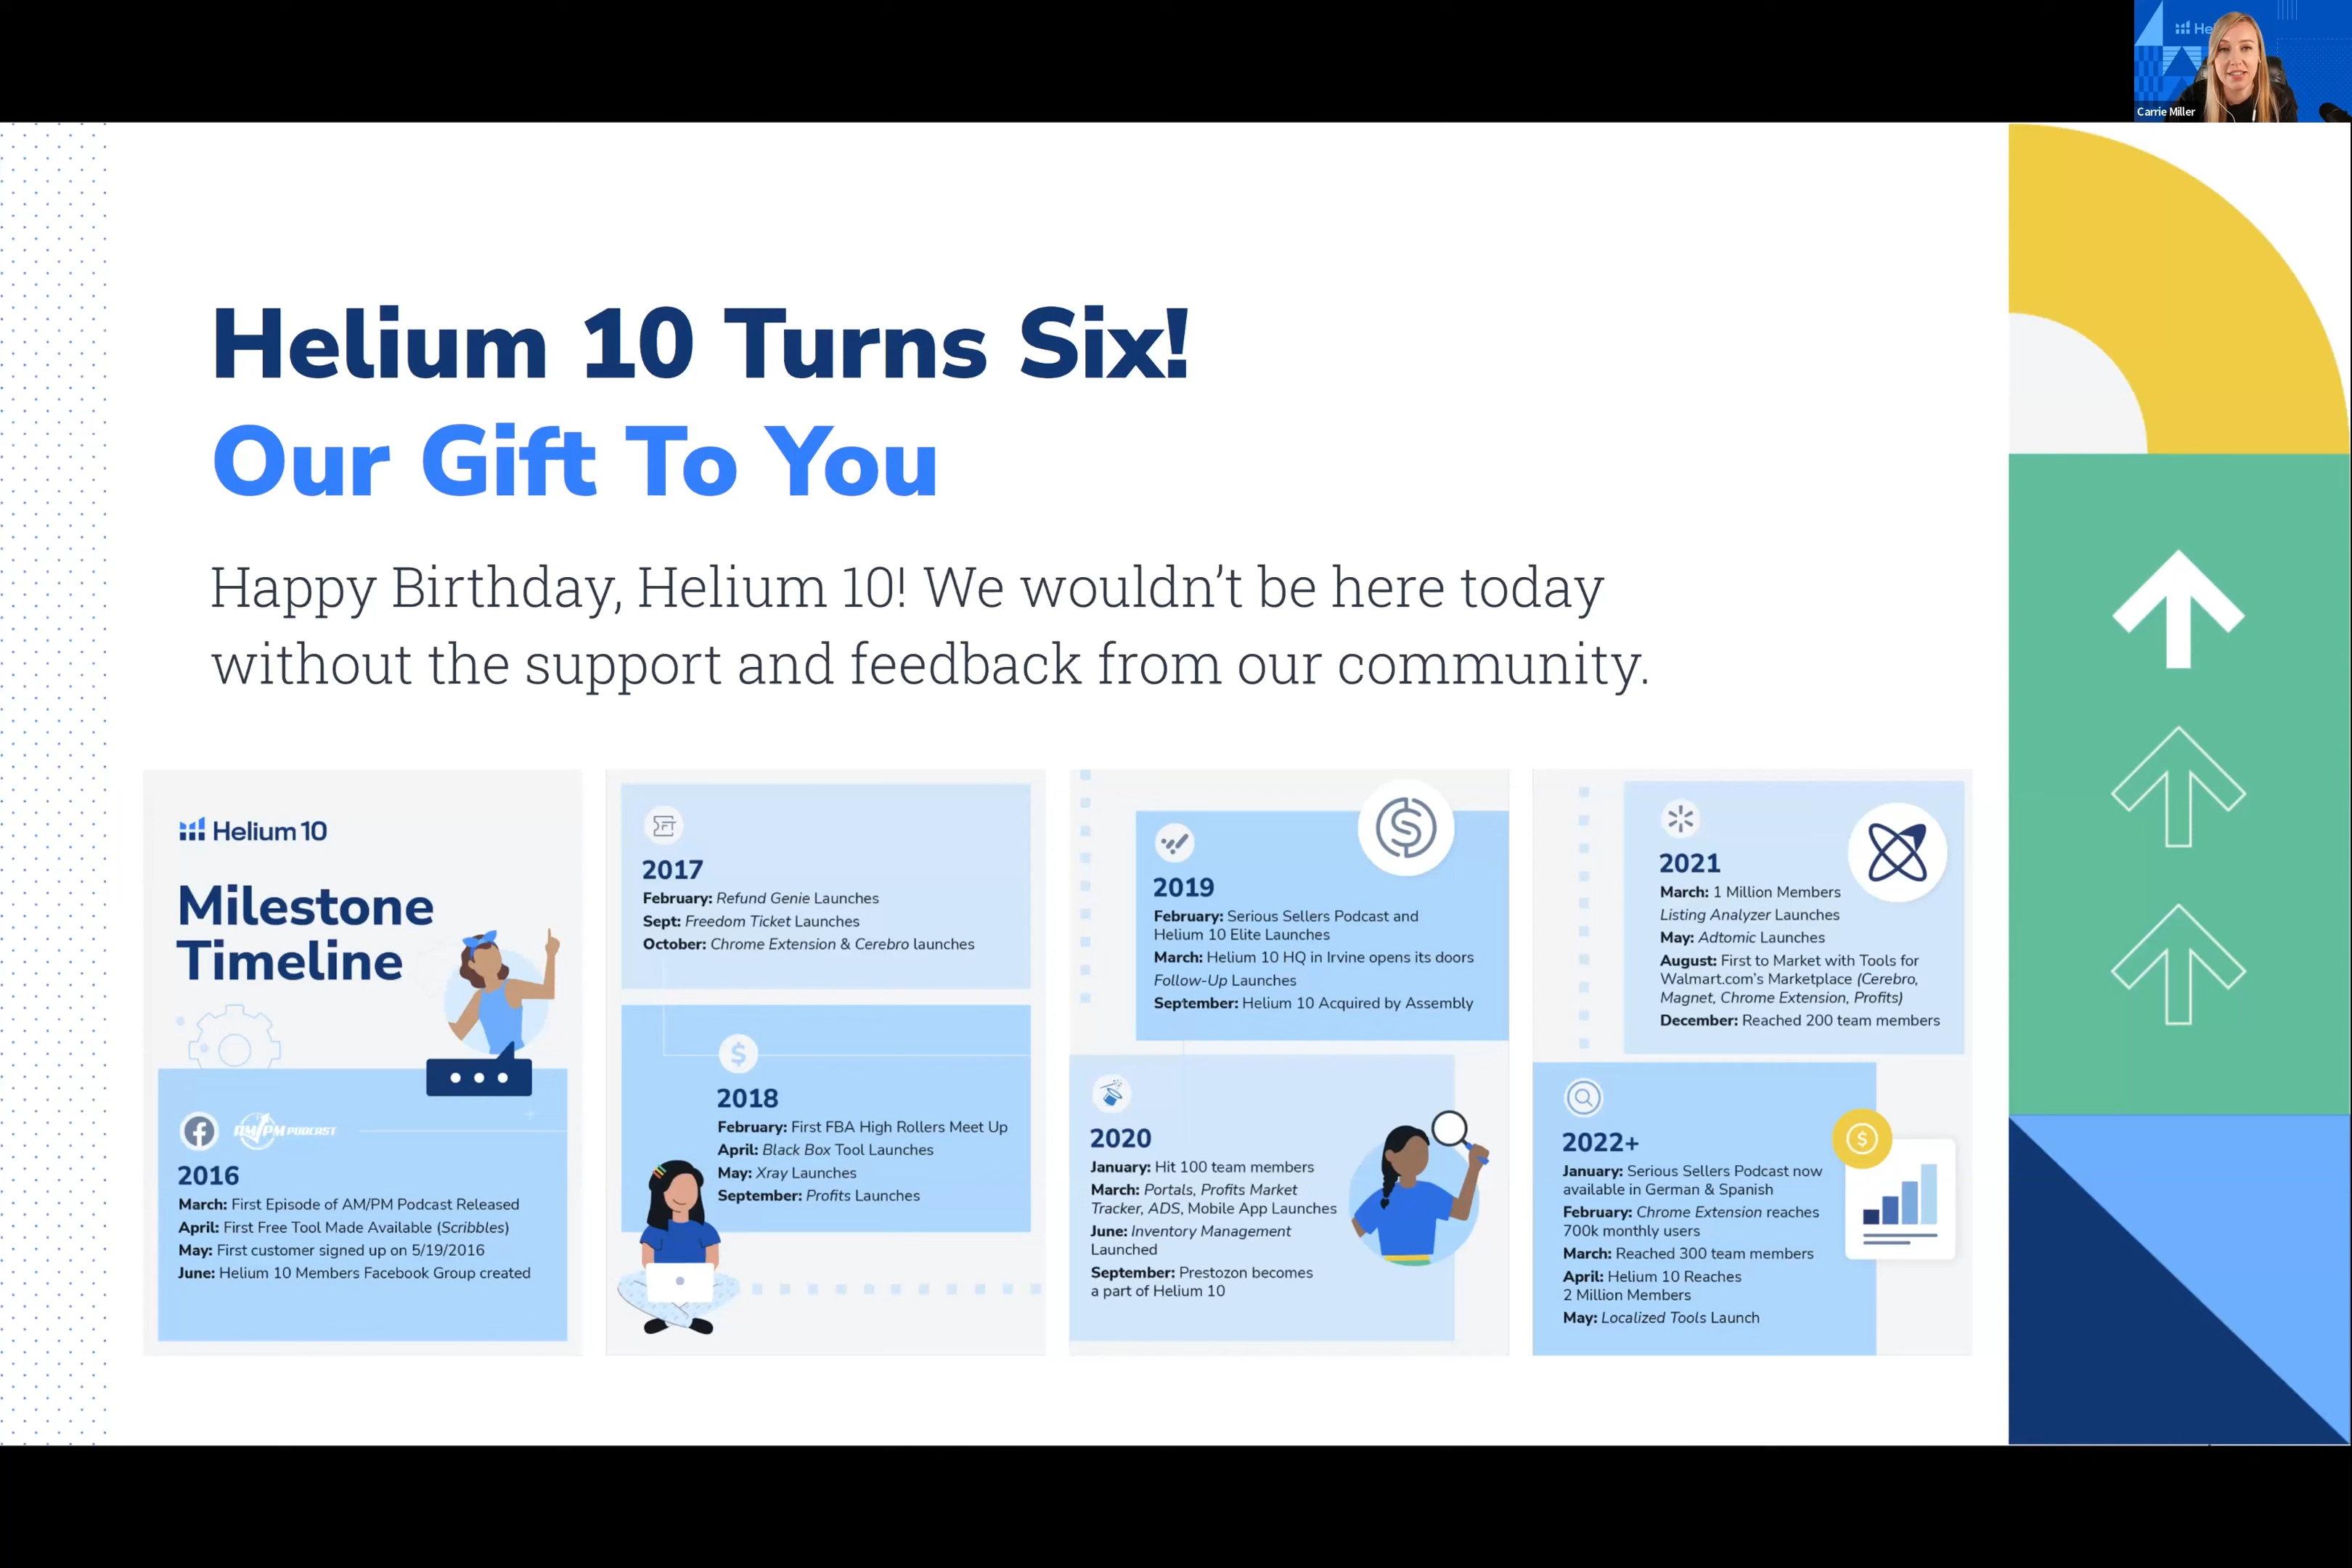 He
Carrie Miller
Helium 10 Turns Six!
Our Gift To You
Happy Birthday, Helium 10! We wouldn’t be here today
without the support and feedback from our community.
Helium 10
Milestone
Timeline
AM/PM PODCAST
2016
March: First Episode of AM/PM Podcast Released
April: First Free Tool Made Available (Scribbles)
May: First customer signed up on 5/19/2016
June: Helium 10 Members Facebook Group created
FT
2017
February: Refund Genie Launches
Sept: Freedom Ticket Launches
October: Chrome Extension & Cerebro launches
$
2018
February: First FBA High Rollers Meet Up
April: Black Box Tool Launches
May: Xray Launches
September: Profits Launches
$
2019
February: Serious Sellers Podcast and
Helium 10 Elite Launches
March: Helium 10 HQ in Irvine opens its doors
Follow-Up Launches
September: Helium 10 Acquired by Assembly
2020
January: Hit 100 team members
March: Portals, Profits Market
Tracker, ADS, Mobile App Launches
June: Inventory Management
Launched
September: Prestozon becomes
a part of Helium 10
2021
March: 1 Million Members
Listing Analyzer Launches
May: Adtomic Launches
August: First to Market with Tools for
Walmart.com’s Marketplace (Cerebro,
Magnet, Chrome Extension, Profits)
December: Reached 200 team members
2022+
January: Serious Sellers Podcast now
available in German & Spanish
February: Chrome Extension reaches
700k monthly users
March: Reached 300 team members
April: Helium 10 Reaches
2 Million Members
May: Localized Tools Launch
$